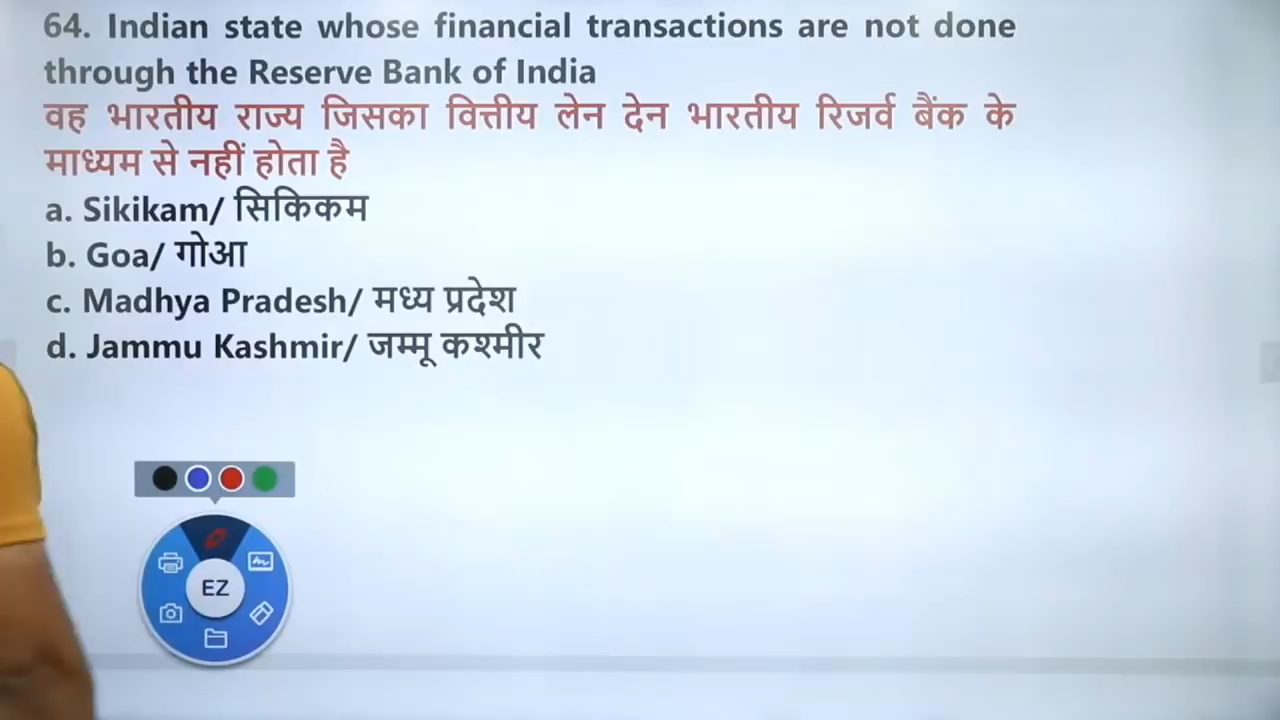 64. Indian state whose financial transactions are not done
through the Reserve Bank of India
वह भारतीय राज्य जिसका वित्तीय लेन देन भारतीय रिजर्व बैंक के
माध्यम से नहीं होता है
a. Sikikam/ सिकिकम
b. Goa/ गोआ
c. Madhya Pradesh/ मध्य प्रदेश
d. Jammu Kashmir/ जम्मू कश्मीर
EZ